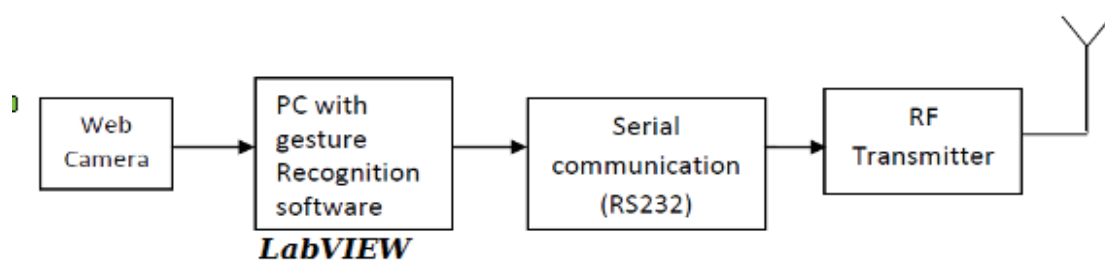 Web
Camera
PC with
gesture
Recognition
software
LabVIEW
Serial
communication
(RS232)
RF
Transmitter